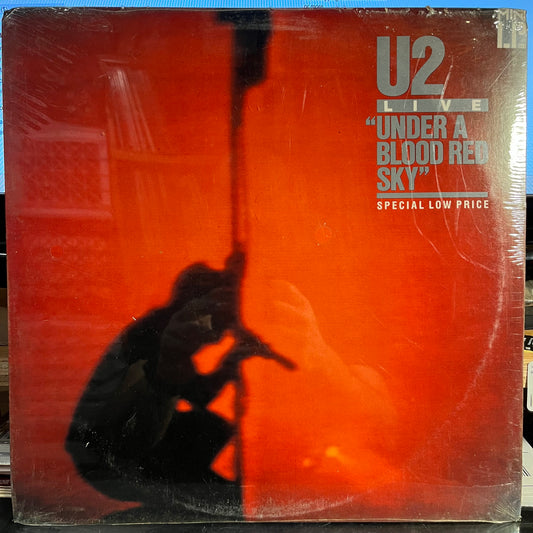 U2
LIVE
“UNDER A
BLOOD RED
SKY”
SPECIAL LOW PRICE